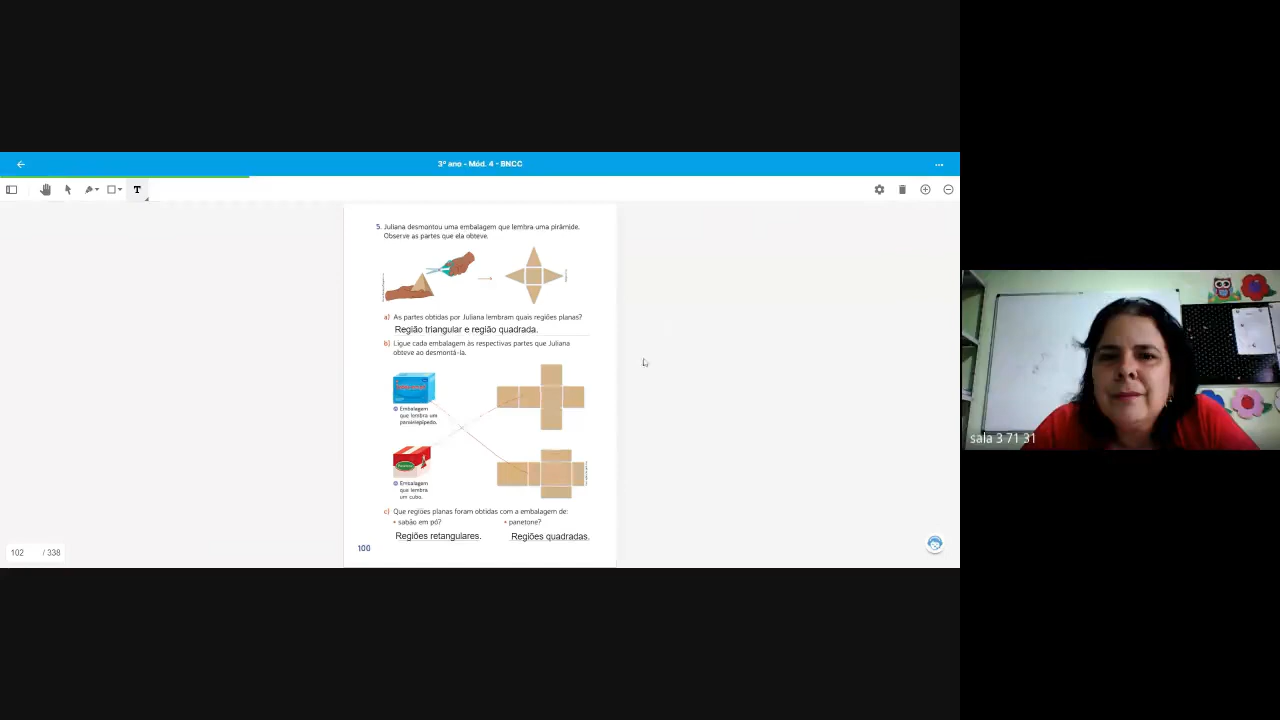 3º ano - Mód. 4 - BNCC
5. Juliana desmontou uma embalagem que lembra uma pirâmide.
Observe as partes que ela obteve.
a) As partes obtidas por Juliana lembram quais regiões planas?
Região triangular e região quadrada.
b) Ligue cada embalagem às respectivas partes que Juliana
obteve ao desmontá-la.
Embalagem
que lembra um
paralelepípedo.
Embalagem
que lembra
um cubo.
c) Que regiões planas foram obtidas com a embalagem de:
• sabão em pó?
• panetone?
Regiões retangulares.
Regiões quadradas.
100
102 / 338
sala 3 71 31